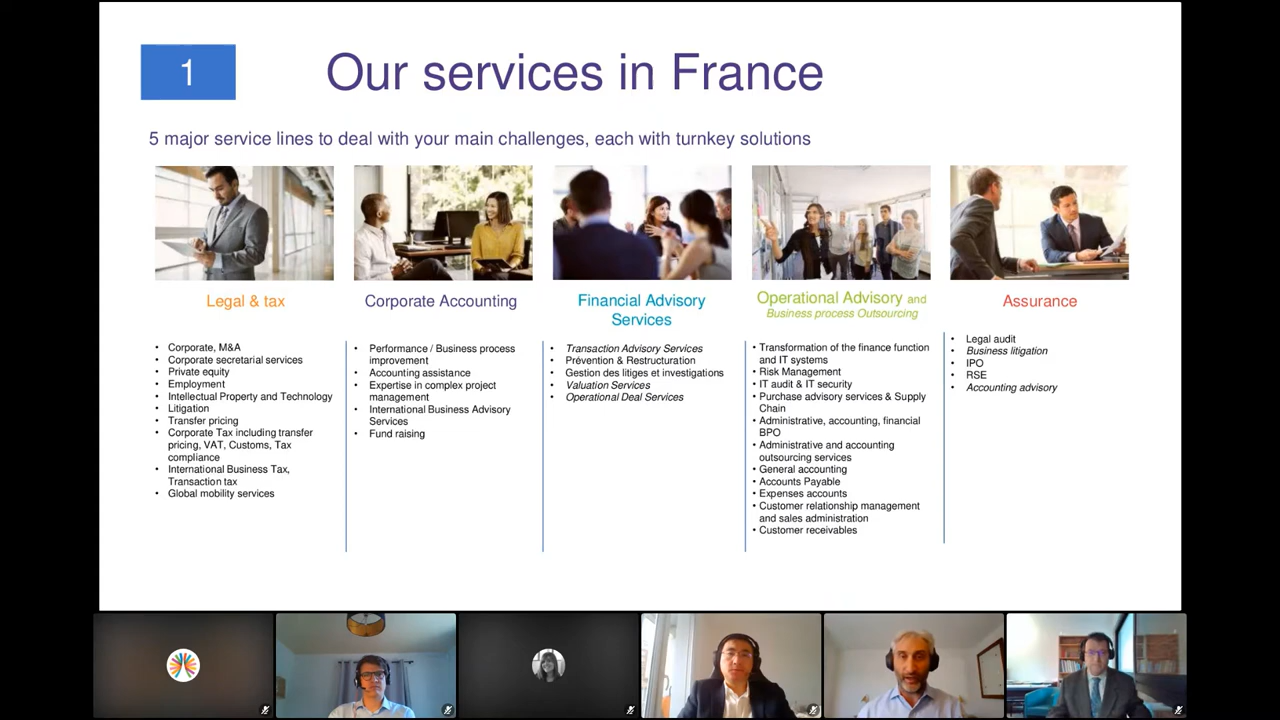 1
Our services in France
5 major service lines to deal with your main challenges, each with turnkey solutions
Legal & tax
• Corporate, M&A
• Corporate secretarial services
• Private equity
• Employment
• Intellectual Property and Technology
• Litigation
• Transfer pricing
• Corporate Tax including transfer
pricing, VAT, Customs, Tax
compliance
• International Business Tax,
Transaction tax
• Global mobility services
Corporate Accounting
• Performance / Business process
improvement
• Accounting assistance
• Expertise in complex project
management
• International Business Advisory
Services
• Fund raising
Financial Advisory
Services
• Transaction Advisory Services
• Prévention & Restructuration
• Gestion des litiges et investigations
• Valuation Services
• Operational Deal Services
Operational Advisory and
Business process Outsourcing
• Transformation of the finance function
and IT systems
• Risk Management
• IT audit & IT security
• Purchase advisory services & Supply
Chain
• Administrative, accounting, financial
BPO
• Administrative and accounting
outsourcing services
• General accounting
• Accounts Payable
• Expenses accounts
• Customer relationship management
and sales administration
• Customer receivables
Assurance
• Legal audit
• Business litigation
• IPO
• RSE
• Accounting advisory